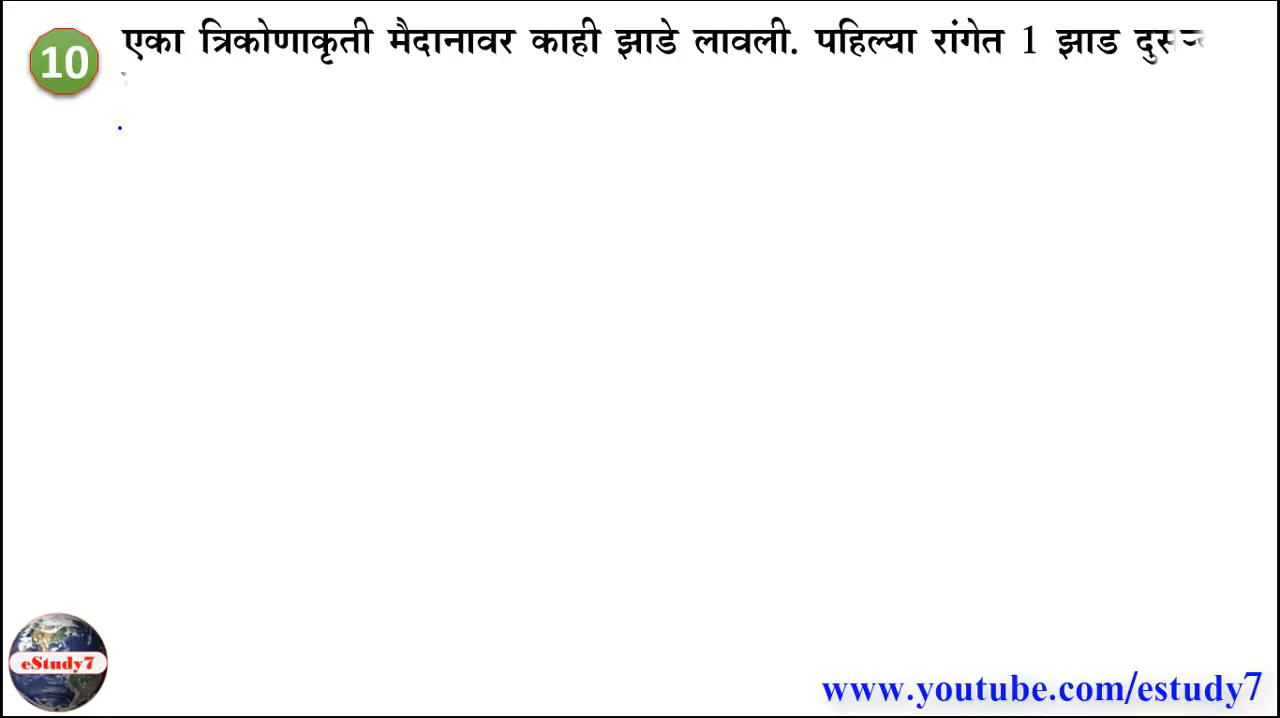 10
एका त्रिकोणाकृती मैदानावर काही झाडे लावली. पहिल्या रांगेत 1 झाड
eStudy7
www.youtube.com/estudy7